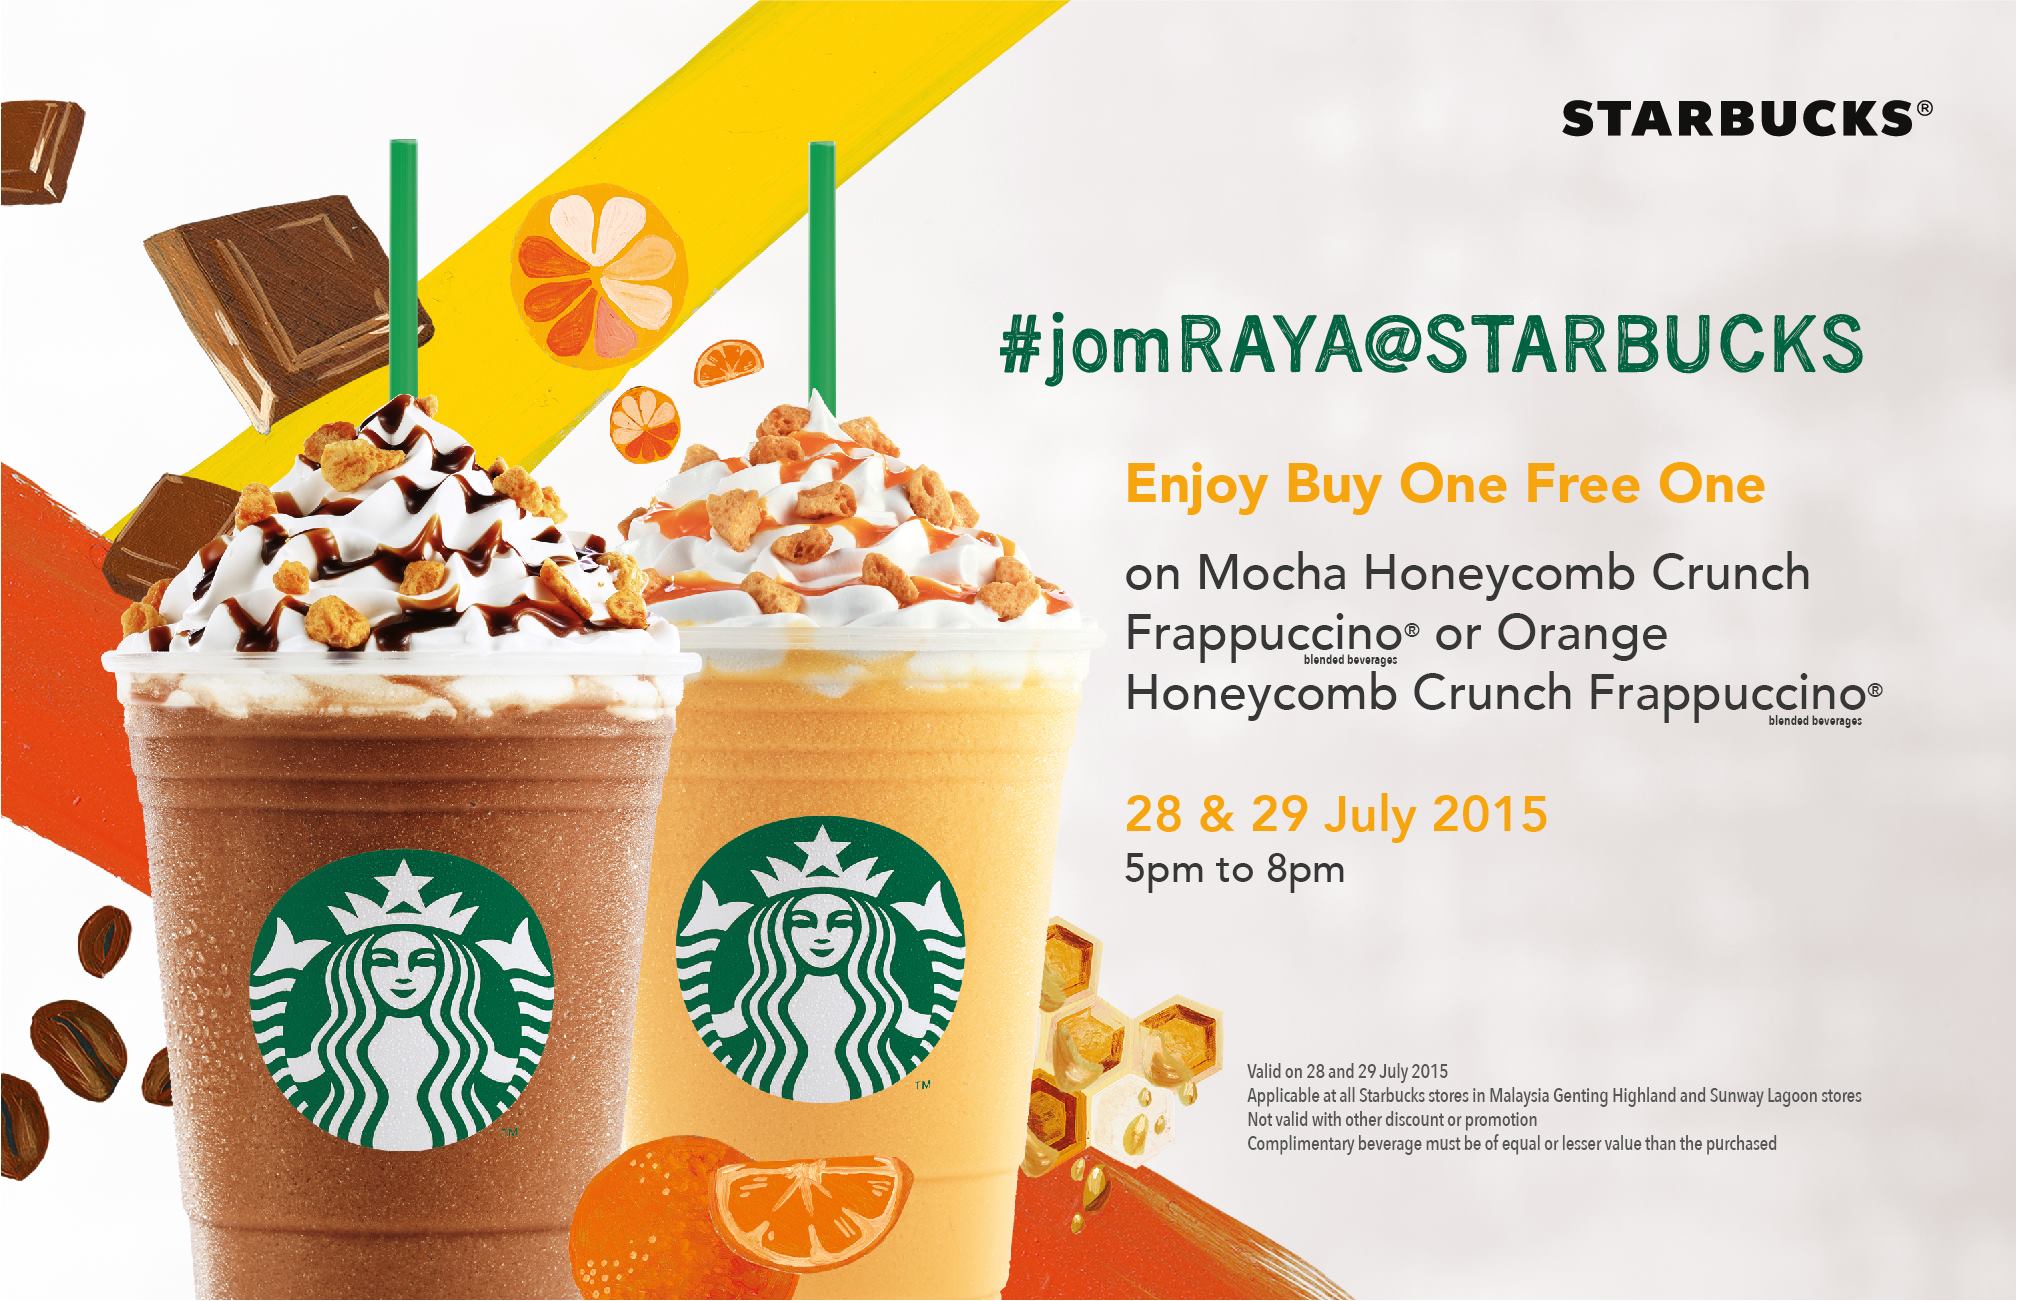 STARBUCKS®
#jomRAYA@STARBUCKS
Enjoy Buy One Free One
on Mocha Honeycomb Crunch
Frappuccino® or Orange
blended beverages
Honeycomb Crunch Frappuccino®
blended beverages
28 & 29 July 2015
5pm to 8pm
TM
TM
Valid on 28 and 29 July 2015
Applicable at all Starbucks stores in Malaysia Genting Highland and Sunway Lagoon stores
Not valid with other discount or promotion
Complimentary beverage must be of equal or lesser value than the purchased